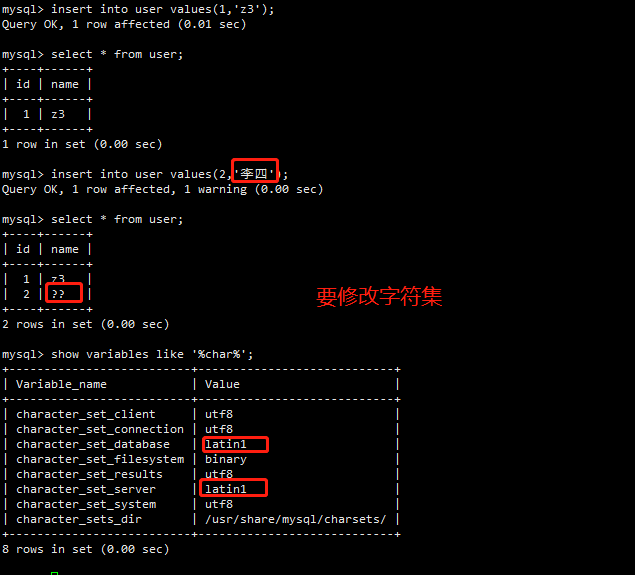 mysql> insert into user values(1,'z3');
Query OK, 1 row affected (0.01 sec)
mysql> select * from user;
+----+------+
| id | name |
+----+------+
|  1 | z3   |
+----+------+
1 row in set (0.00 sec)
mysql> insert into user values(2,'李四');
Query OK, 1 row affected, 1 warning (0.00 sec)
mysql> select * from user;
+----+------+
| id | name |
+----+------+
|  1 | z3   |
|  2 | ??   |
+----+------+
要修改字符集
2 rows in set (0.00 sec)
mysql> show variables like '%char%';
+--------------------------+----------------------------+
| Variable_name            | Value                      |
+--------------------------+----------------------------+
| character_set_client     | utf8                       |
| character_set_connection | utf8                       |
| character_set_database   | latin1                     |
| character_set_filesystem | binary                     |
| character_set_results    | utf8                       |
| character_set_server     | latin1                     |
| character_set_system     | utf8                       |
| character_sets_dir       | /usr/share/mysql/charsets/ |
+--------------------------+----------------------------+
8 rows in set (0.00 sec)